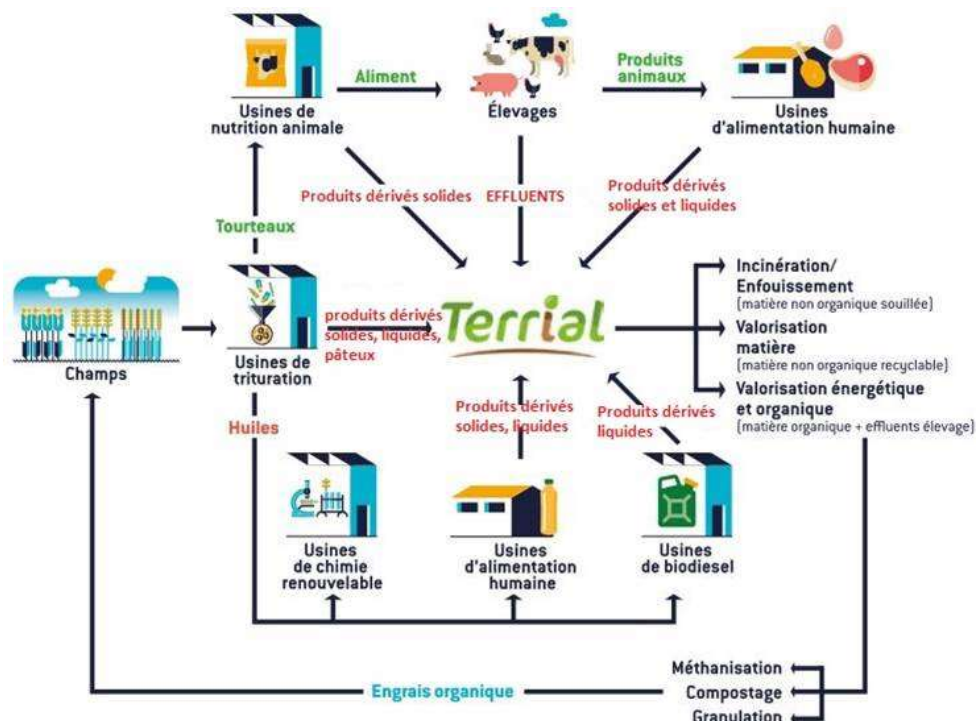 Aliment
Produits
animaux
Usines de
nutrition animale
Élevages
Usines
d'alimentation humaine
Produits dérivés solides
EFFLUENTS
Produits dérivés
solides et liquides
Tourteaux
Incinération/
Enfouissement
(matière non organique souillée)
Champs
Usines de
trituration
produits dérivés
solides, liquides,
pâteux
Terrial
Valorisation
matière
(matière non organique recyclable)
Valorisation énergétique
et organique
(matière organique + effluents élevage)
Huiles
Produits dérivés
solides, liquides
Produits dérivés
liquides
Usines
de chimie
renouvelable
Usines
d'alimentation
humaine
Usines
de biodiesel
Engrais organique
Méthanisation
Compostage
Granulation